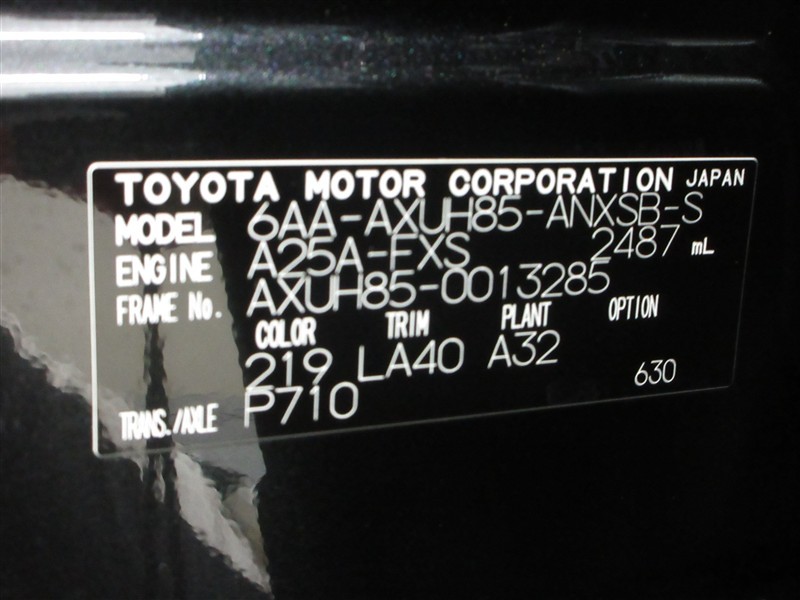 TOYOTA MOTOR CORPORATION JAPAN
MODEL 6AA-AXUH85-ANXSB-S
ENGINE A25A-FXS 2487 mL
FRAME No. AXUH85-0013285
COLOR TRIM PLANT OPTION
219 LA40 A32
630
TRANS./AXLE P710